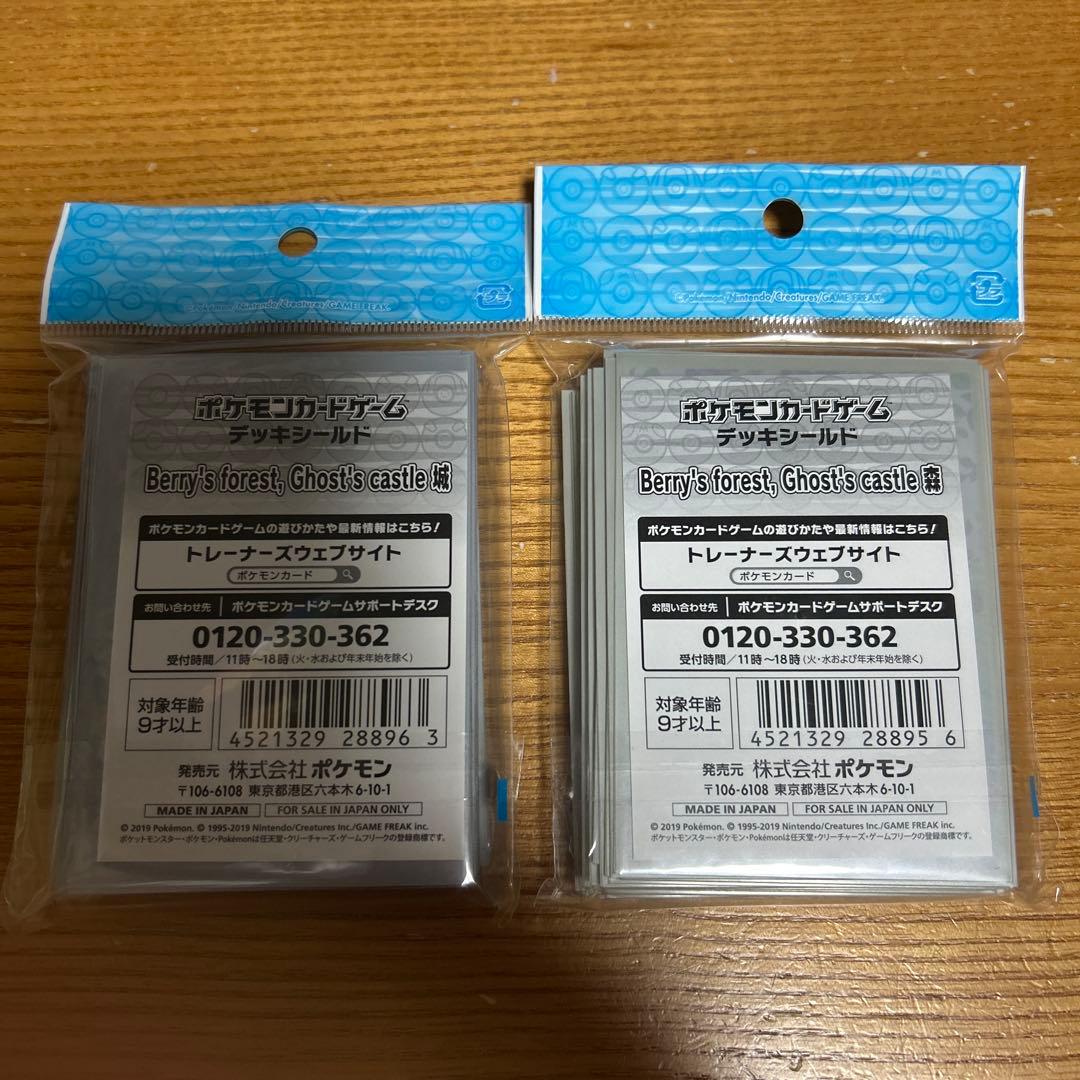 ©Pokémon/Nintendo/Creatures/GAME FREAK.
ポケモンカードゲーム
デッキシールド
Berry's forest, Ghost's castle 城
ポケモンカードゲームの遊びかたや最新情報はこちら!
トレーナーズウェブサイト
ポケモンカード
お問い合わせ先 ポケモンカードゲームサポートデスク
0120-330-362
受付時間/11時〜18時(火・水および年末年始を除く)
対象年齢
9才以上
4521329 28896 3
発売元 株式会社 ポケモン
〒106-6108 東京都港区六本木6-10-1
MADE IN JAPAN FOR SALE IN JAPAN ONLY
© 2019 Pokémon. © 1995-2019 Nintendo/Creatures Inc./GAME FREAK inc.
ポケットモンスター・ポケモン・Pokémonは任天堂・クリーチャーズ・ゲームフリークの登録商標です。
©Pokémon/Nintendo/Creatures/GAME FREAK.
プラ
ポケモンカードゲーム
デッキシールド
Berry's forest, Ghost's castle 森
ポケモンカードゲームの遊びかたや最新情報はこちら!
トレーナーズウェブサイト
ポケモンカード
お問い合わせ先 ポケモンカードゲームサポートデスク
0120-330-362
受付時間/11時〜18時(火・水および年末年始を除く)
対象年齢
9才以上
4521329 28895 6
発売元 株式会社 ポケモン
〒106-6108 東京都港区六本木6-10-1
MADE IN JAPAN FOR SALE IN JAPAN ONLY
© 2019 Pokémon. © 1995-2019 Nintendo/Creatures Inc./GAME FREAK inc.
ポケットモンスター・ポケモン・Pokémonは任天堂・クリーチャーズ・ゲームフリークの登録商標です。